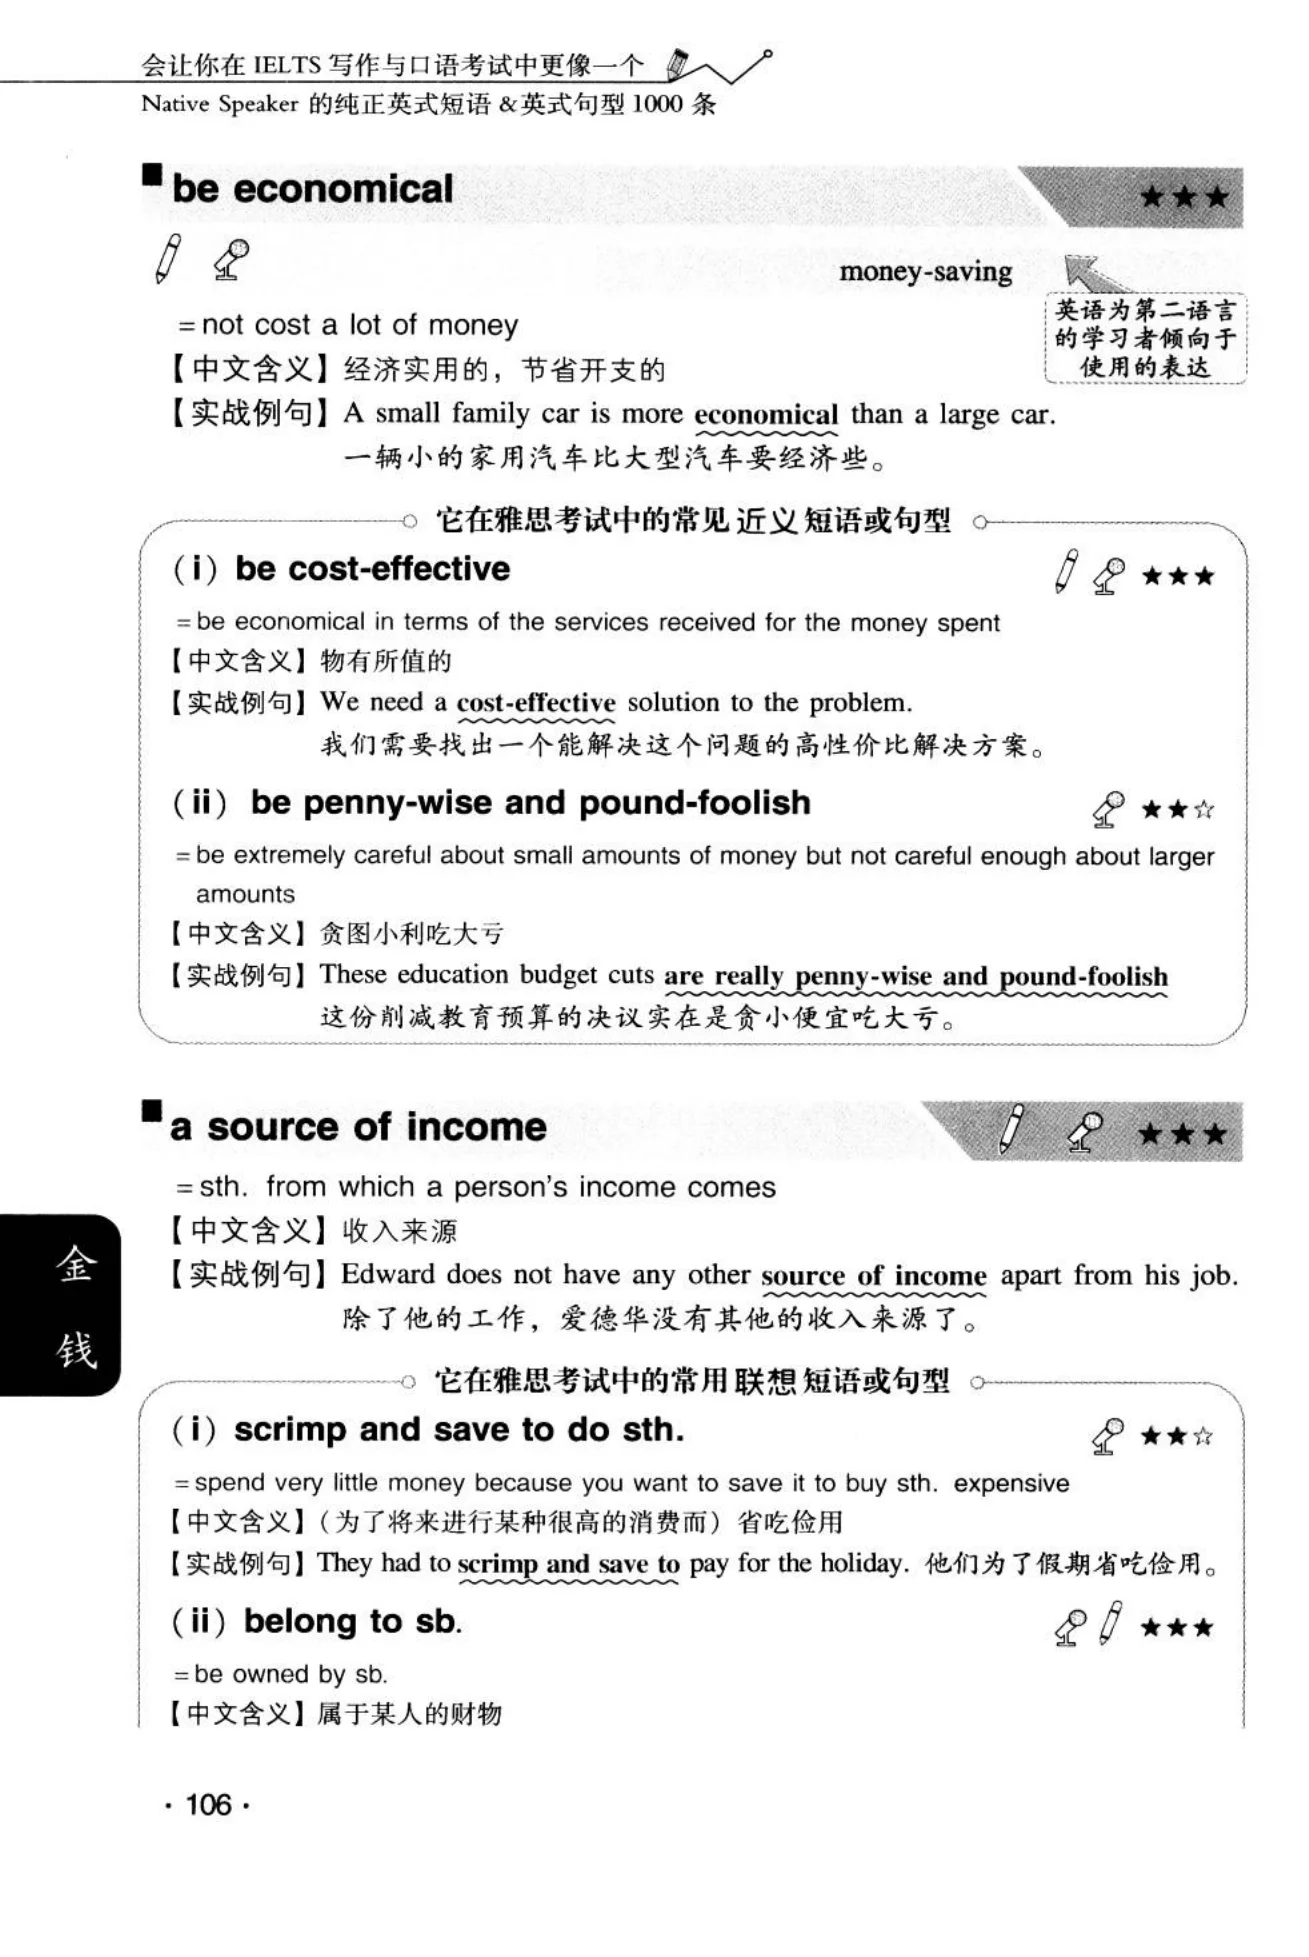 会让你在 IELTS 写作与口语考试中更像一个
Native Speaker 的纯正英式短语 & 英式句型 1000 条
be economical ★★★
money-saving
英语为第二语言
的学习者倾向于
使用的表达
=not cost a lot of money
【中文含义】经济实用的，节省开支的
【实战例句】A small family car is more economical than a large car.
一辆小的家用汽车比大型汽车要经济些。
它在雅思考试中的常见近义短语或句型
(i) be cost-effective ★★★
=be economical in terms of the services received for the money spent
【中文含义】物有所值的
【实战例句】We need a cost-effective solution to the problem.
我们需要找出一个能解决这个问题的高性价比解决方案。
(ii) be penny-wise and pound-foolish ★★☆
=be extremely careful about small amounts of money but not careful enough about larger
amounts
【中文含义】贪图小利吃大亏
【实战例句】These education budget cuts are really penny-wise and pound-foolish
这份削减教育预算的决议实在是贪小便宜吃大亏。
a source of income ★★★
=sth. from which a person's income comes
【中文含义】收入来源
【实战例句】Edward does not have any other source of income apart from his job.
除了他的工作，爱德华没有其他的收入来源了。
金
钱
它在雅思考试中的常用联想短语或句型
(i) scrimp and save to do sth. ★★☆
=spend very little money because you want to save it to buy sth. expensive
【中文含义】（为了将来进行某种很高的消费而）省吃俭用
【实战例句】They had to scrimp and save to pay for the holiday. 他们为了假期省吃俭用。
(ii) belong to sb. ★★★
=be owned by sb.
【中文含义】属于某人的财物
· 106 ·